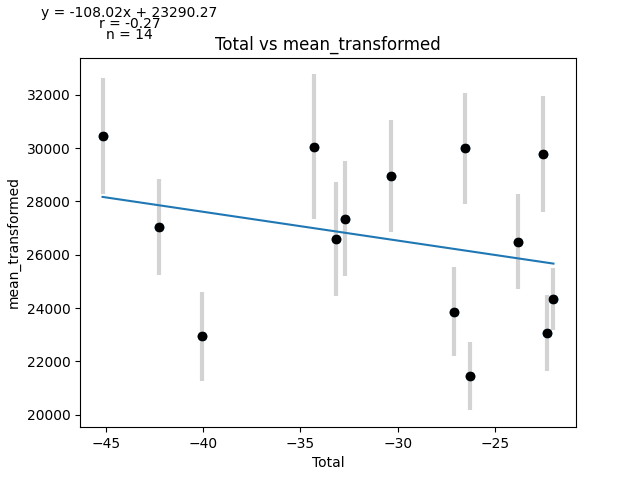 y = -108.02x + 23290.27
r = -0.27
n = 14
Total vs mean_transformed
mean_transformed
32000
30000
28000
26000
24000
22000
20000
−45
−40
−35
−30
−25
Total